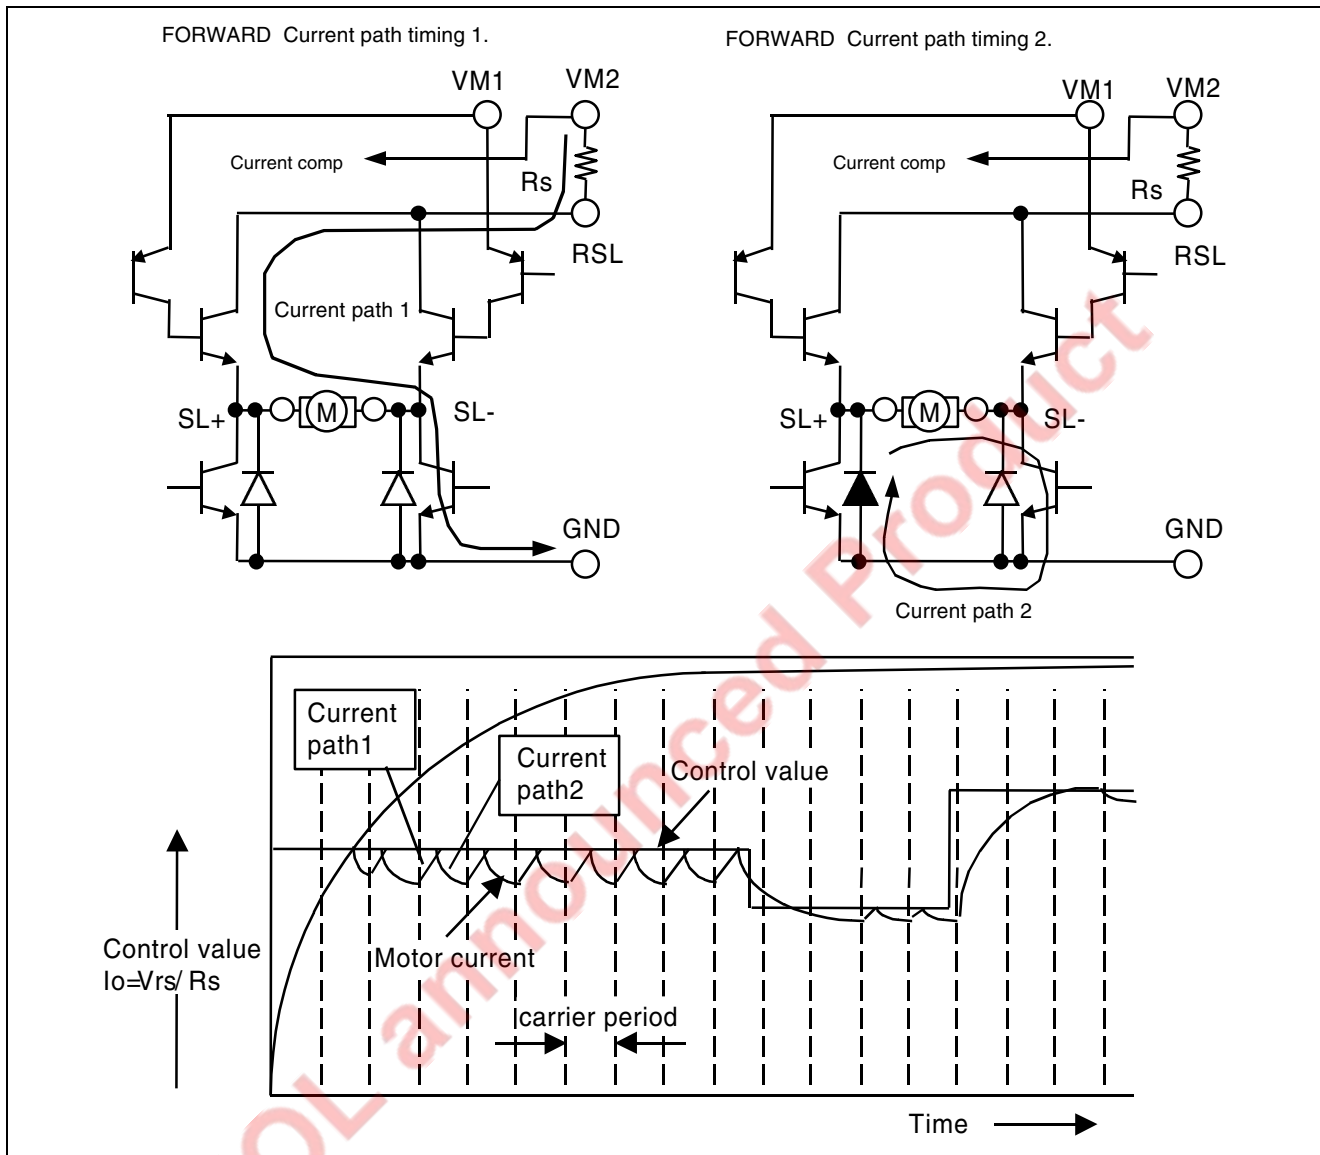 FORWARD Current path timing 1.
FORWARD Current path timing 2.
VM1
VM2
Current comp
Rs
RSL
Current path 1
SL+
M
SL-
GND
VM1
VM2
Current comp
Rs
RSL
SL+
M
SL-
GND
Current path 2
Current
path1
Current
path2
Control value
Motor current
Control value
Io=Vrs/ Rs
carrier period
Time
OL announced Product